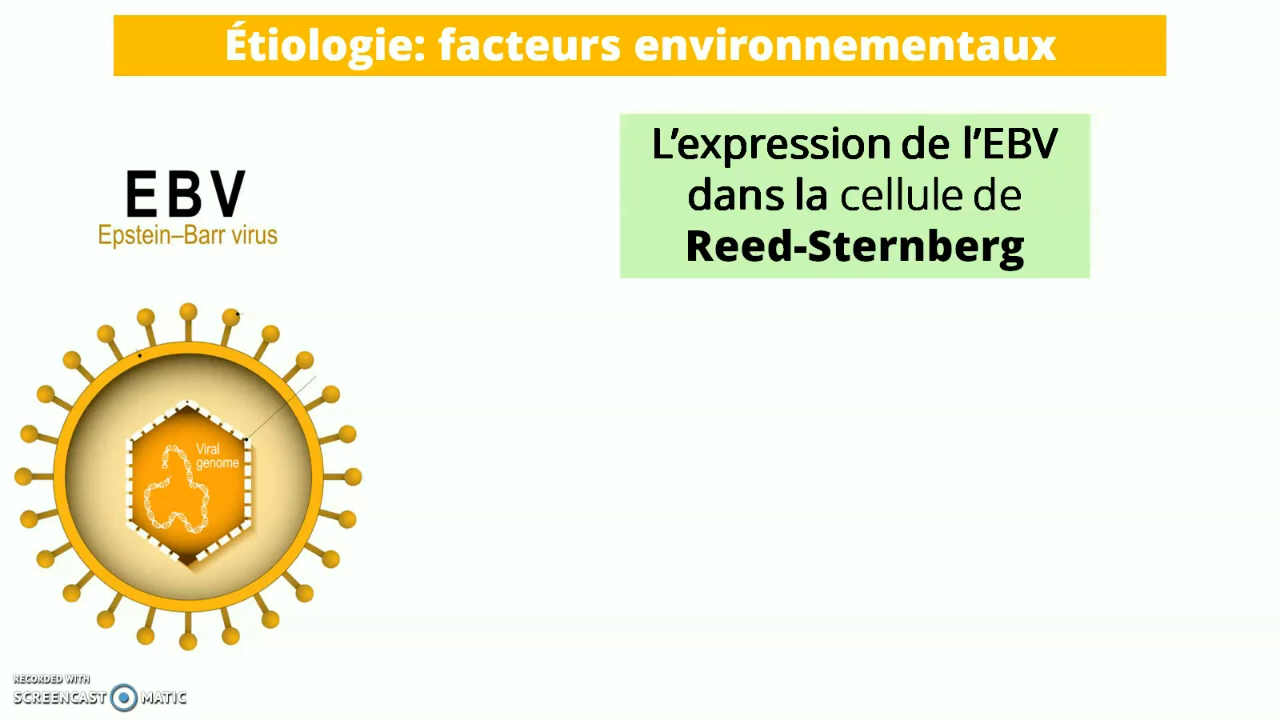 Étiologie: facteurs environnementaux
EBV
Epstein–Barr virus
L’expression de l’EBV
dans la cellule de
Reed-Sternberg
Viral
genome
RECORDED WITH
SCREENCAST MATIC